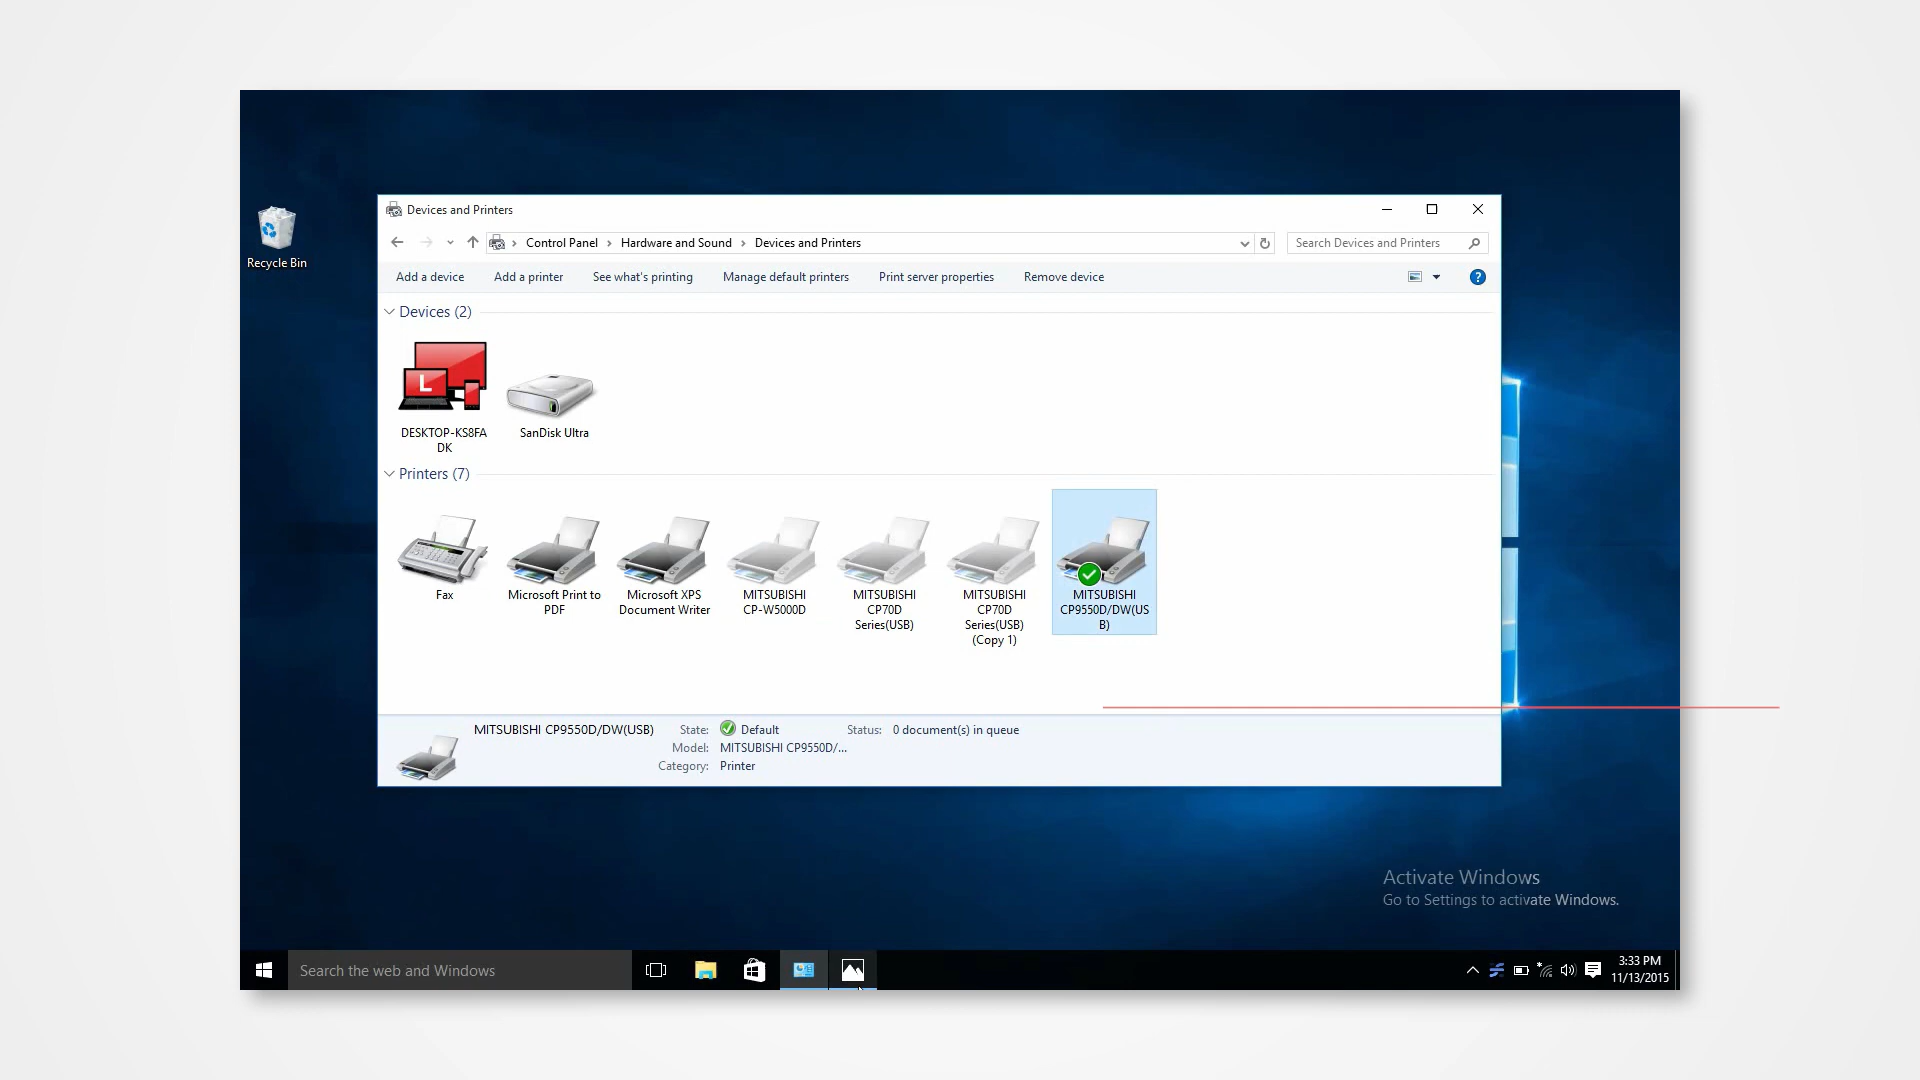 Recycle Bin
Devices and Printers
Control Panel > Hardware and Sound > Devices and Printers
Search Devices and Printers
Add a device
Add a printer
See what's printing
Manage default printers
Print server properties
Remove device
?
Devices (2)
L
DESKTOP-KS8FA
DK
SanDisk Ultra
Printers (7)
Fax
Microsoft Print to
PDF
Microsoft XPS
Document Writer
MITSUBISHI
CP-W5000D
MITSUBISHI
CP70D
Series(USB)
MITSUBISHI
CP70D
Series(USB)
(Copy 1)
MITSUBISHI
CP9550D/DW(US
B)
MITSUBISHI CP9550D/DW(USB)
State: Default
Status: 0 document(s) in queue
Model: MITSUBISHI CP9550D/...
Category: Printer
Activate Windows
Go to Settings to activate Windows.
Search the web and Windows
3:33 PM
11/13/2015